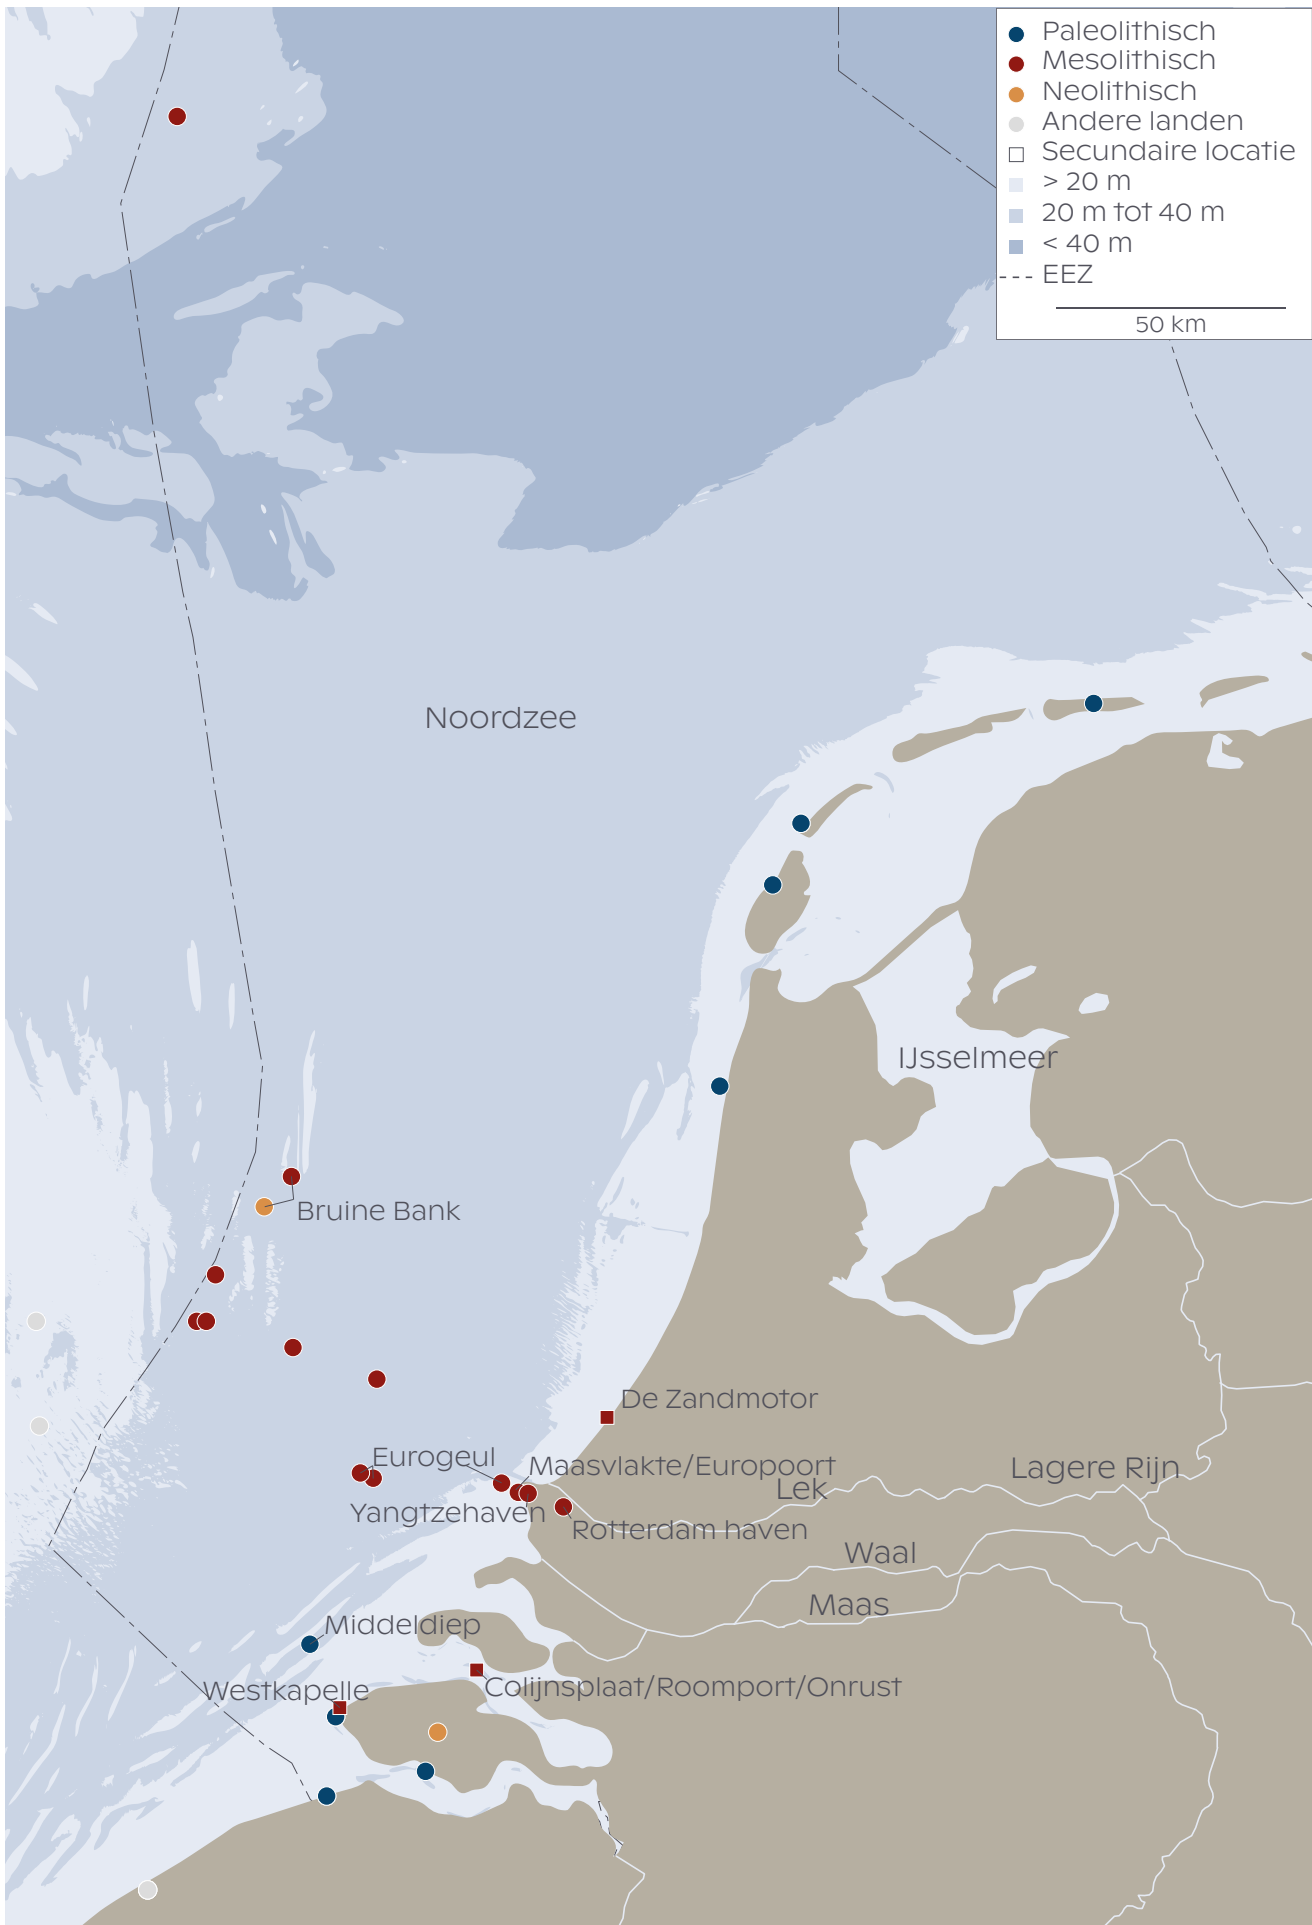 Paleolithisch
Mesolithisch
Neolithisch
Andere landen
Secundaire locatie
> 20 m
20 m tot 40 m
< 40 m
EEZ
50 km
Noordzee
IJsselmeer
Bruine Bank
De Zandmotor
Eurogeul
Maasvlakte/Europoort
Lagere Rijn
Lek
Yangtzehaven
Rotterdam haven
Waal
Maas
Middeldiep
Westkapelle
Colijnsplaat/Roomport/Onrust